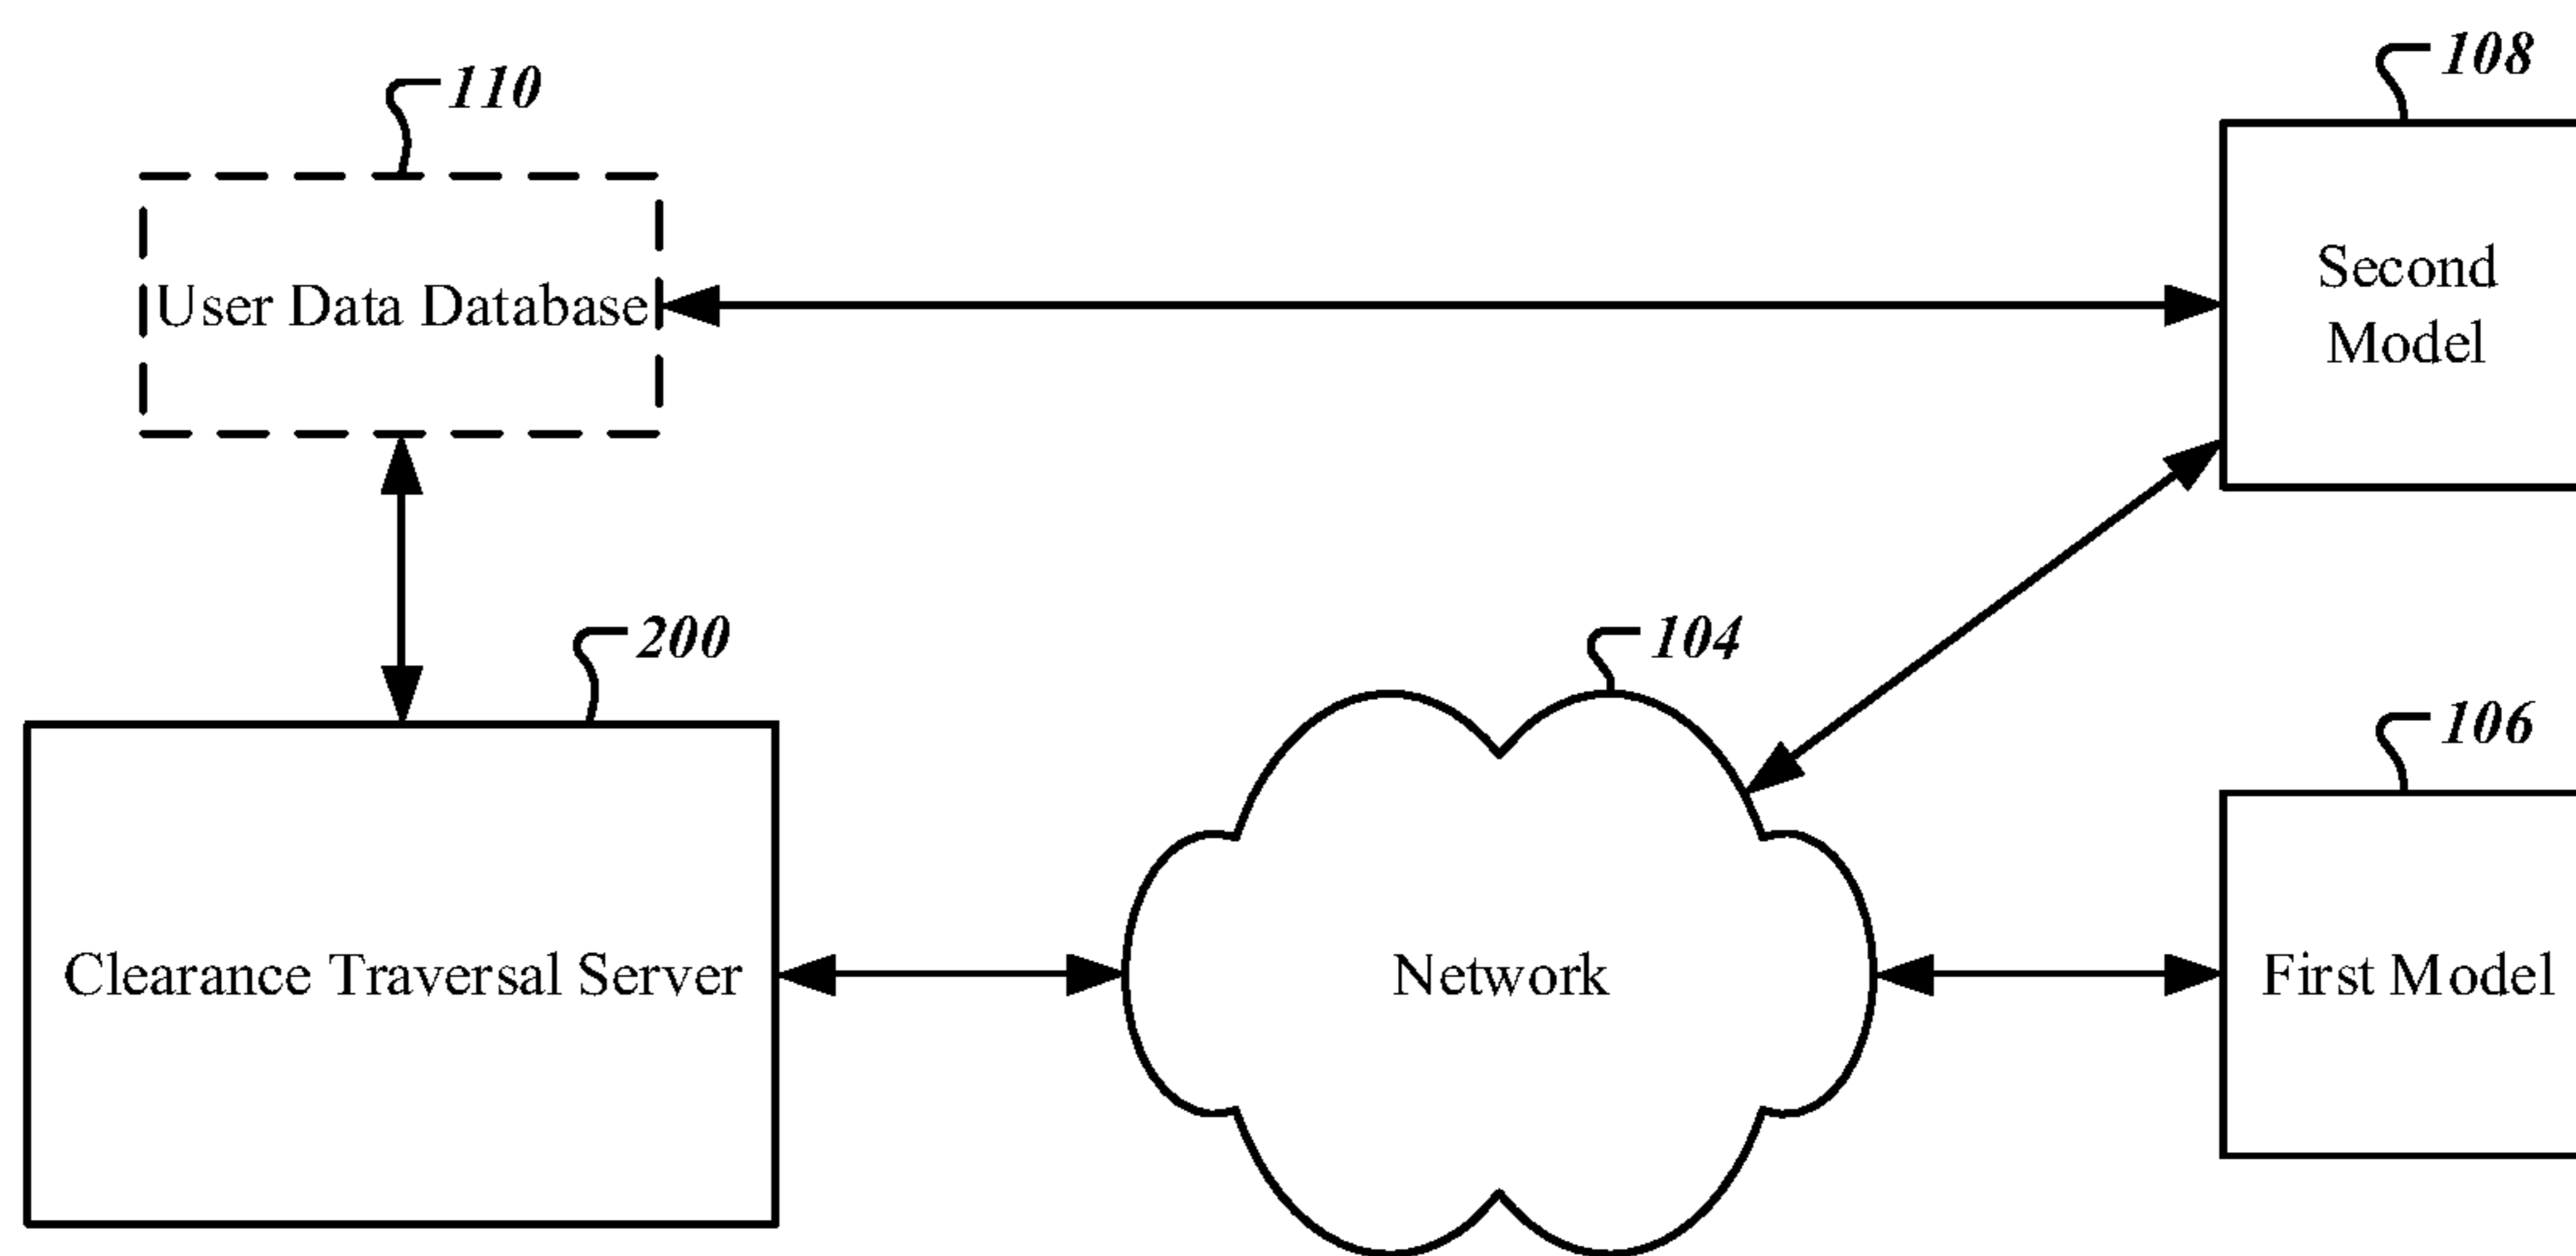 110
108
User Data Database
Second
Model
200
104
106
Clearance Traversal Server
Network
First Model